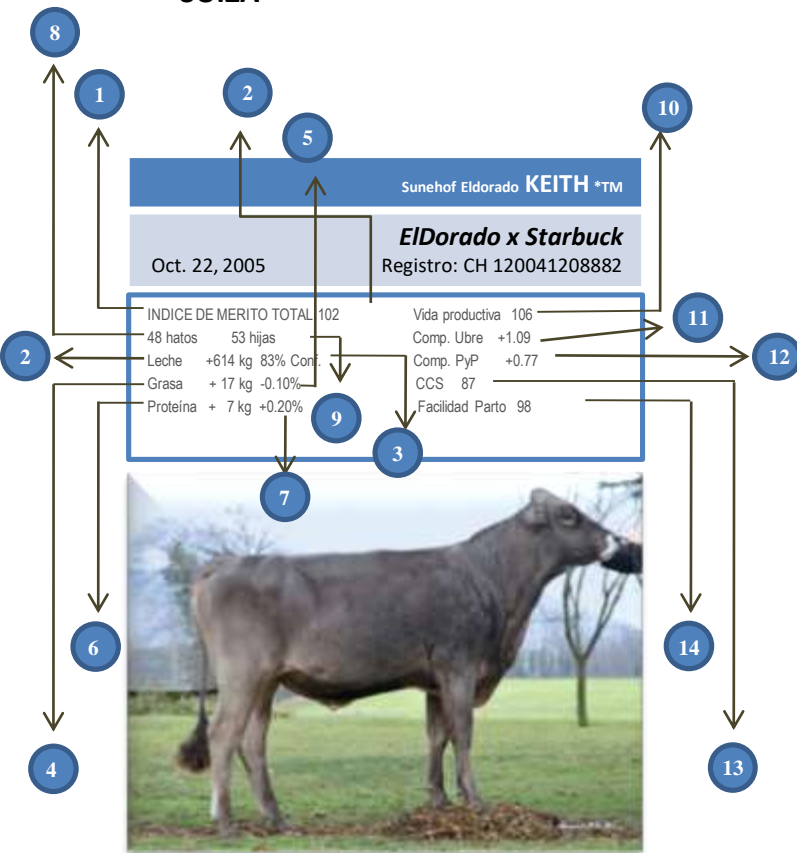 8
1
2
5
10
Sunehof Eldorado KEITH *TM
ElDorado x Starbuck
Oct. 22, 2005 Registro: CH 120041208882
INDICE DE MERITO TOTAL 102 Vida productiva 106
48 hatos 53 hijas Comp. Ubre +1.09
11
2
Leche +614 kg 83% Conf. Comp. PyP +0.77
12
Grasa + 17 kg -0.10% CCS 87
Proteína + 7 kg +0.20% Facilidad Parto 98
9
3
7
6
14
4
13